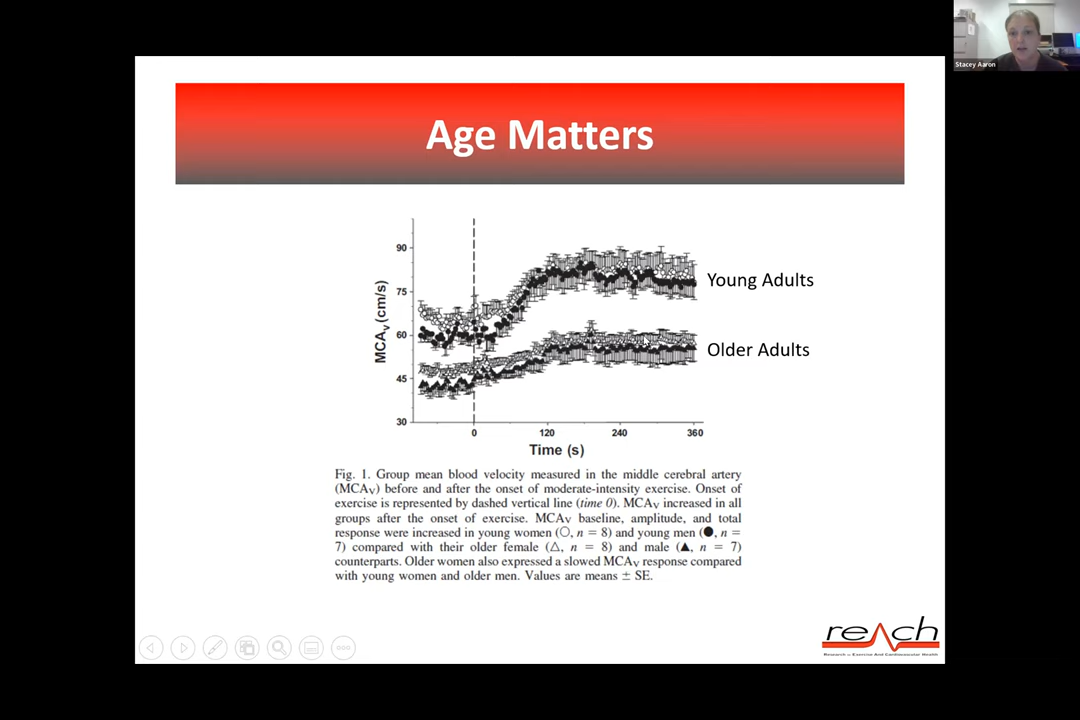 Stacey Aaron
Age Matters
90
75
60
45
30
MCAv (cm/s)
Young Adults
Older Adults
0
120
240
360
Time (s)
Fig. 1. Group mean blood velocity measured in the middle cerebral artery
(MCAV) before and after the onset of moderate-intensity exercise. Onset of
exercise is represented by dashed vertical line (time 0). MCAV increased in all
groups after the onset of exercise. MCAV baseline, amplitude, and total
response were increased in young women (○, n = 8) and young men (●, n =
7) compared with their older female (△, n = 8) and male (▲, n = 7)
counterparts. Older women also expressed a slowed MCAV response compared
with young women and older men. Values are means ± SE.
reach
Research in Exercise And Cardiovascular Health